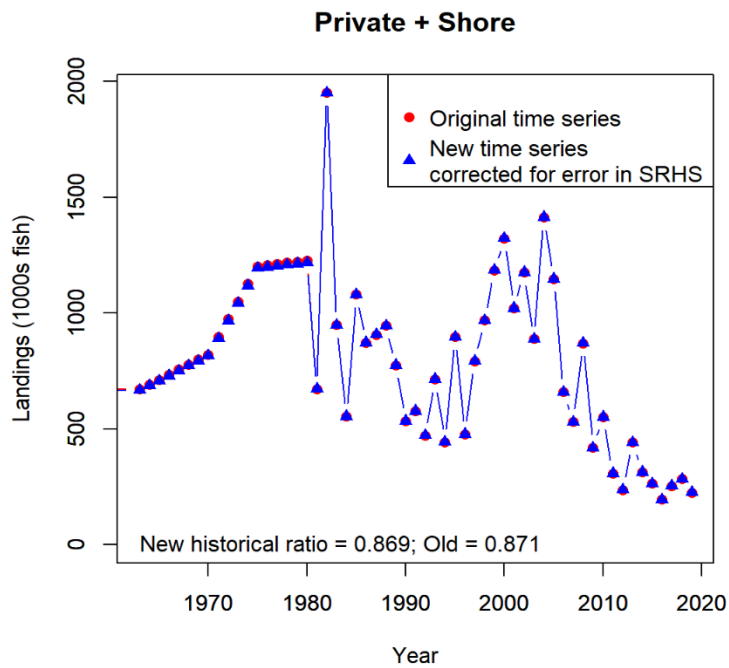 Private + Shore
Original time series
New time series
corrected for error in SRHS
Landings (1000s fish)
2000
1500
1000
500
0
New historical ratio = 0.869; Old = 0.871
1970
1980
1990
2000
2010
2020
Year